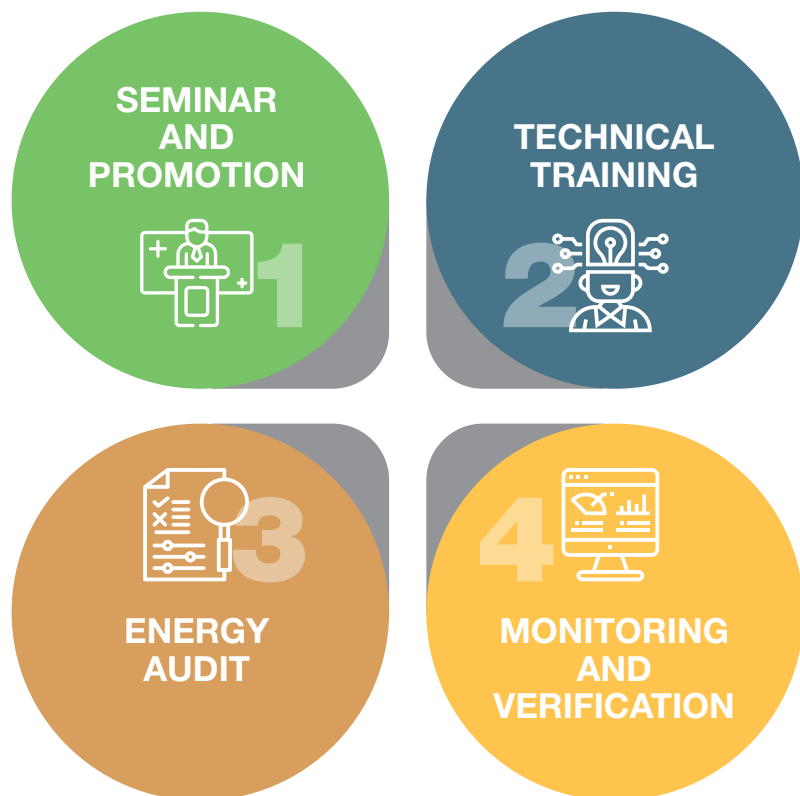 SEMINAR
AND
PROMOTION
1
TECHNICAL
TRAINING
2
3
ENERGY
AUDIT
4
MONITORING
AND
VERIFICATION